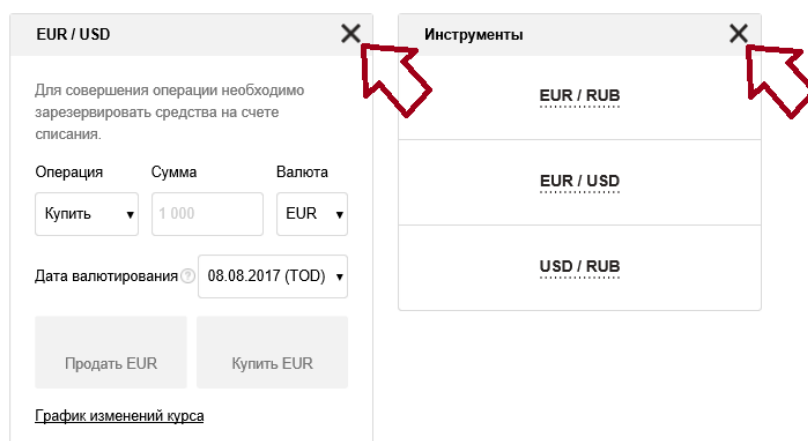 EUR / USD
Для совершения операции необходимо
зарезервировать средства на счете
списания.
Операция Сумма Валюта
Купить 1 000 EUR
Дата валютирования ? 08.08.2017 (TOD)
Продать EUR Купить EUR
График изменений курса
Инструменты
EUR / RUB
EUR / USD
USD / RUB